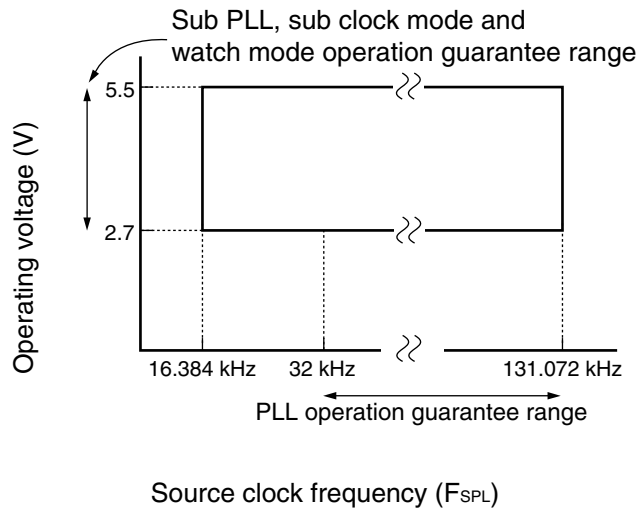 Sub PLL, sub clock mode and
watch mode operation guarantee range
5.5
Operating voltage (V)
2.7
16.384 kHz 32 kHz 131.072 kHz
PLL operation guarantee range
Source clock frequency (FSPL)